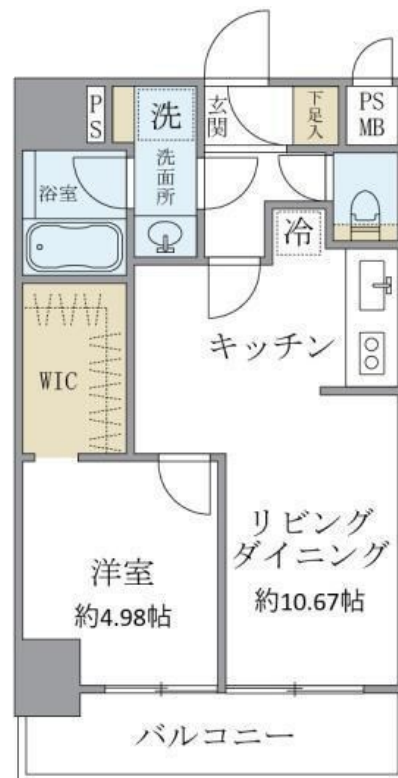 PS
洗
洗面所
玄関
下足入
PS
MB
浴室
冷
キッチン
WIC
リビング
ダイニング
約10.67帖
洋室
約4.98帖
バルコニー